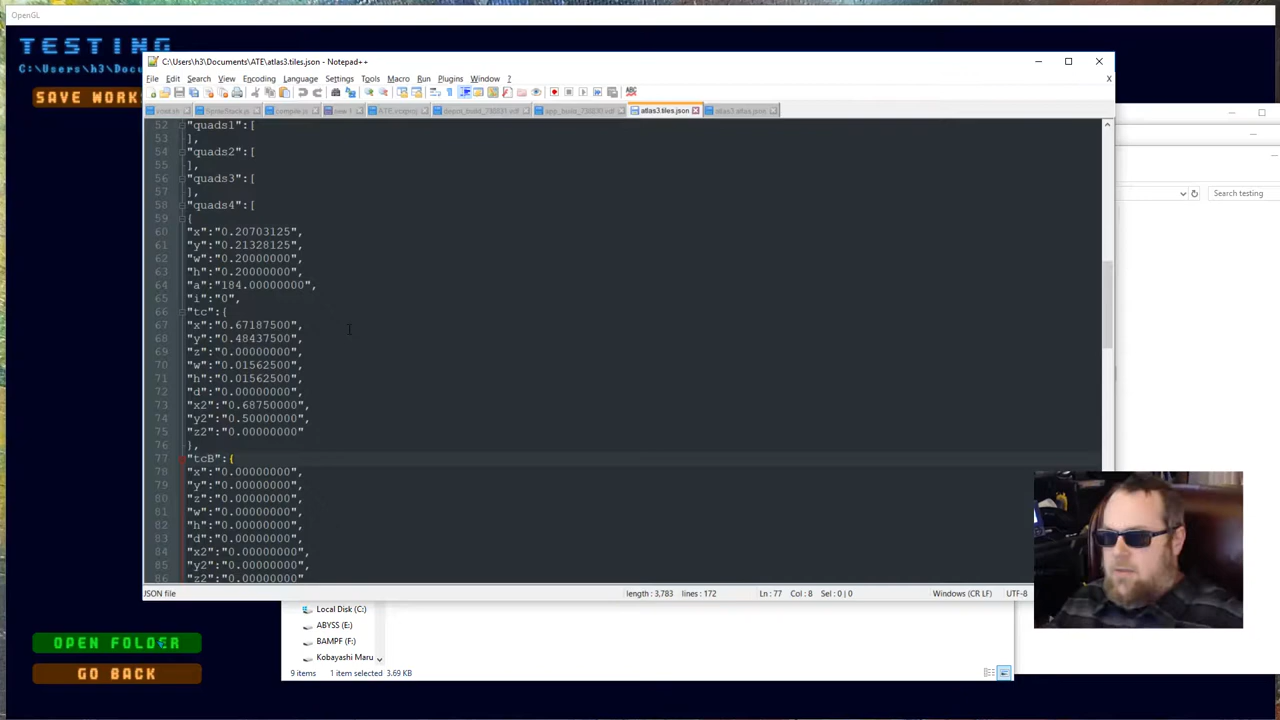 OpenGL
TESTING
C:\Users\h3\Docu
SAVE WORK
C:\Users\h3\Documents\ATE\atlas3.tiles.json - Notepad++
File Edit Search View Encoding Language Settings Tools Macro Run Plugins Window ?
X
atlas3.tiles.json
52 "quads1":[
53 ],
54 "quads2":[
55 ],
56 "quads3":[
57 ],
58 "quads4":[
59 {
60 "x":"0.20703125",
61 "y":"0.21328125",
62 "w":"0.20000000",
63 "h":"0.20000000",
64 "a":"184.00000000",
65 "i":"0",
66 "tc":{
67 "x":"0.67187500",
68 "y":"0.48437500",
69 "z":"0.00000000",
70 "w":"0.01562500",
71 "h":"0.01562500",
72 "d":"0.00000000",
73 "x2":"0.68750000",
74 "y2":"0.50000000",
75 "z2":"0.00000000"
76 },
77 "tcB":{
78 "x":"0.00000000",
79 "y":"0.00000000",
80 "z":"0.00000000",
81 "w":"0.00000000",
82 "h":"0.00000000",
83 "d":"0.00000000",
84 "x2":"0.00000000",
85 "y2":"0.00000000",
86 "z2":"0.00000000"
JSON file length : 3,783 lines : 172 Ln : 77 Col : 8 Sel : 0 | 0 Windows (CR LF) UTF-8
Search testing
Local Disk (C:)
ABYSS (E:)
BAMPF (F:)
Kobayashi Maru
9 items 1 item selected 3.69 KB
OPEN FOLDER
GO BACK